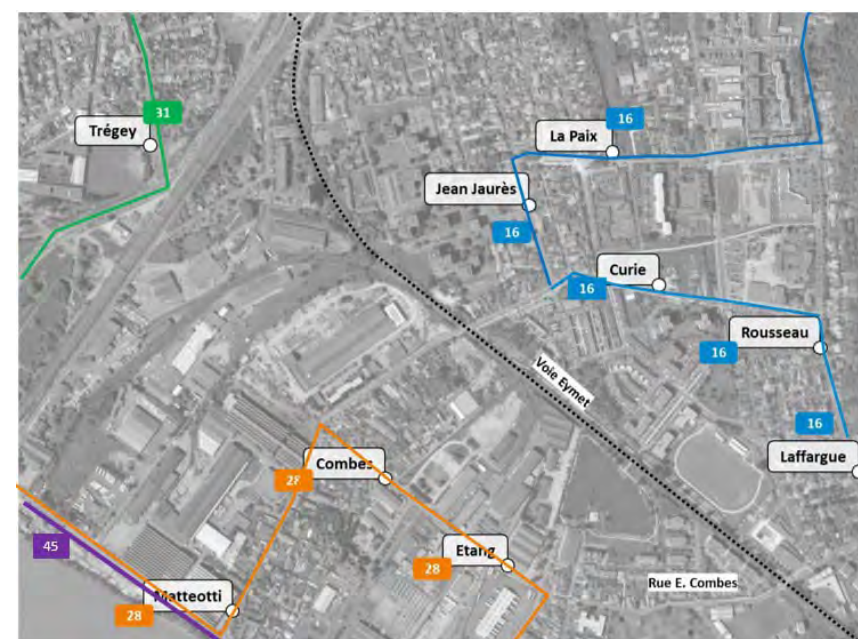 31
Trégey
16
La Paix
Jean Jaurès
16
Curie
16
Rousseau
16
Voie Eymet
16
Laffargue
Combes
28
45
Etang
28
Rue E. Combes
Matteotti
28